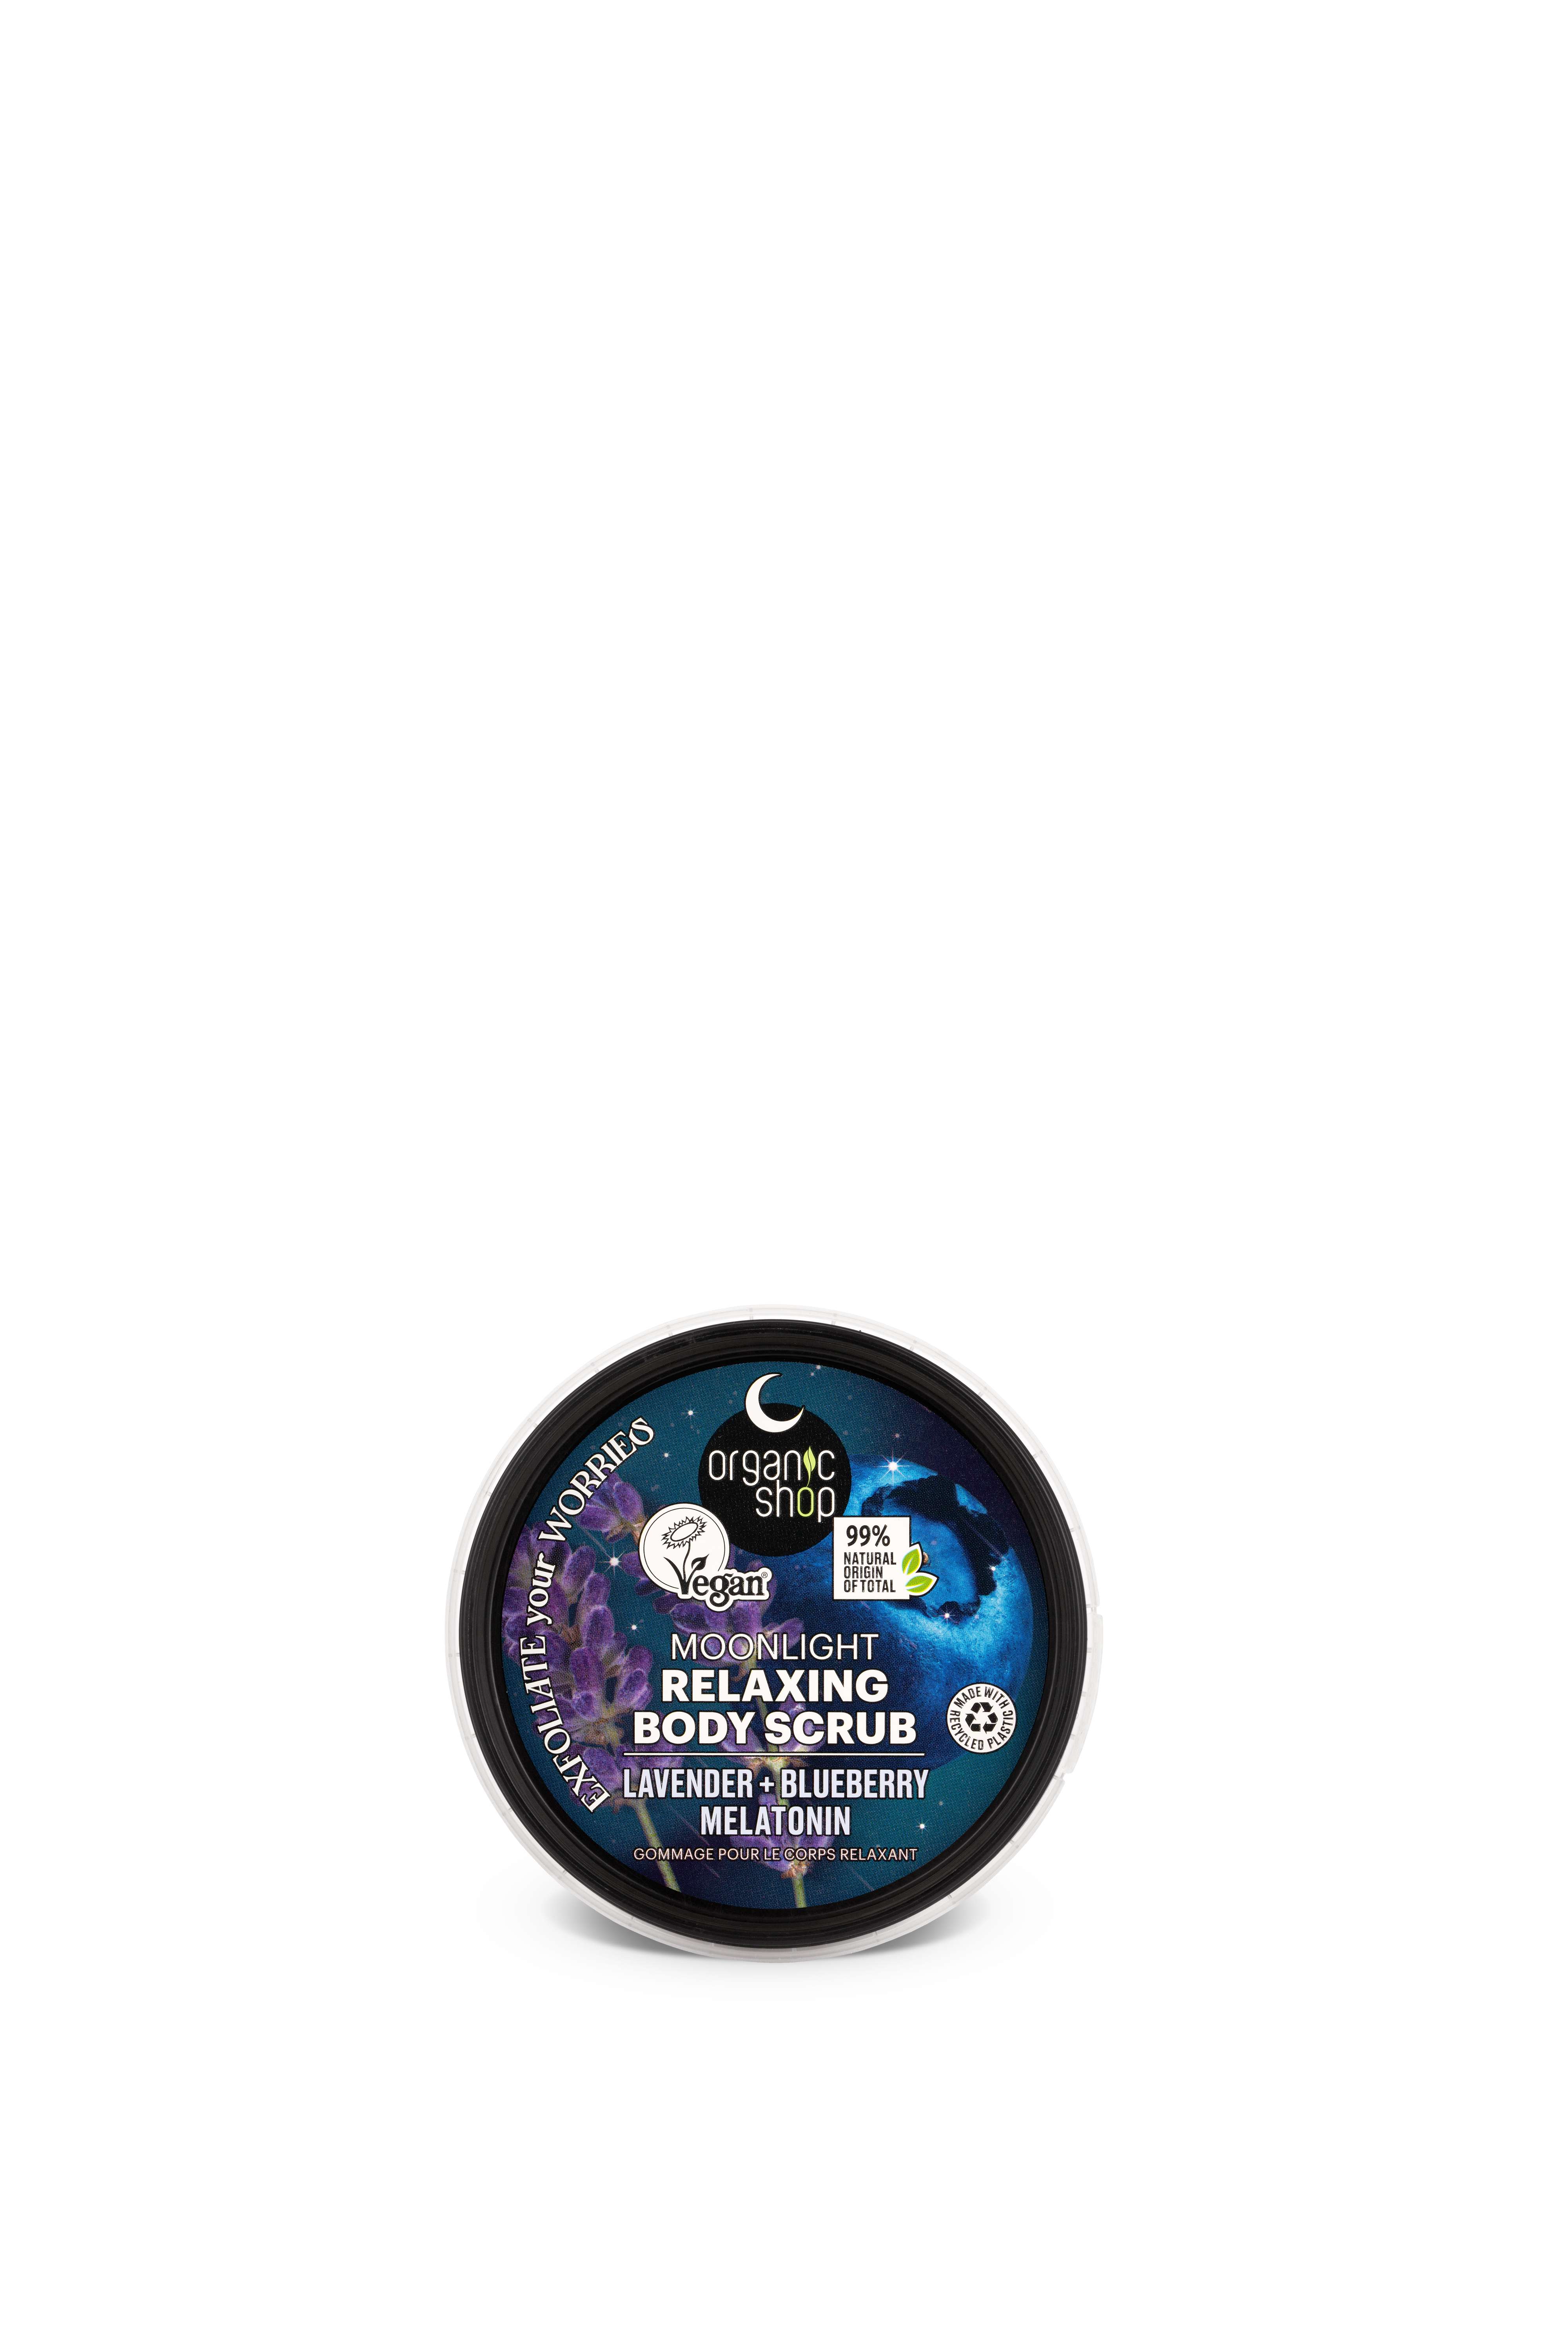 organic
shop
Vegan®
99%
NATURAL
ORIGIN
OF TOTAL
EXFOLIATE your WORRIES
MOONLIGHT
RELAXING
BODY SCRUB
MADE WITH RECYCLED PLASTIC
LAVENDER + BLUEBERRY
MELATONIN
GOMMAGE POUR LE CORPS RELAXANT